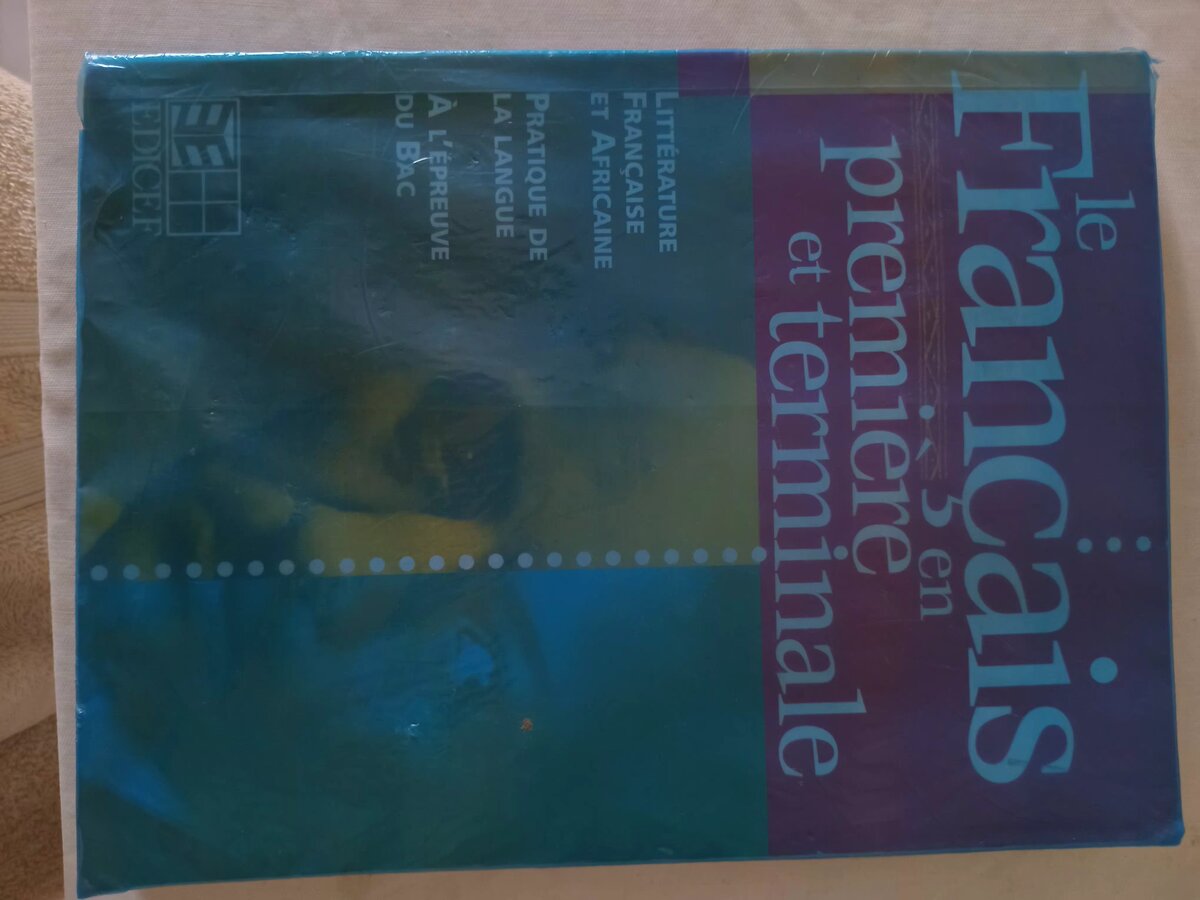 le
Français
en
première
et terminale
LITTÉRATURE
FRANÇAISE
ET AFRICAINE
PRATIQUE DE
LA LANGUE
À L'ÉPREUVE
DU BAC
EDICEF